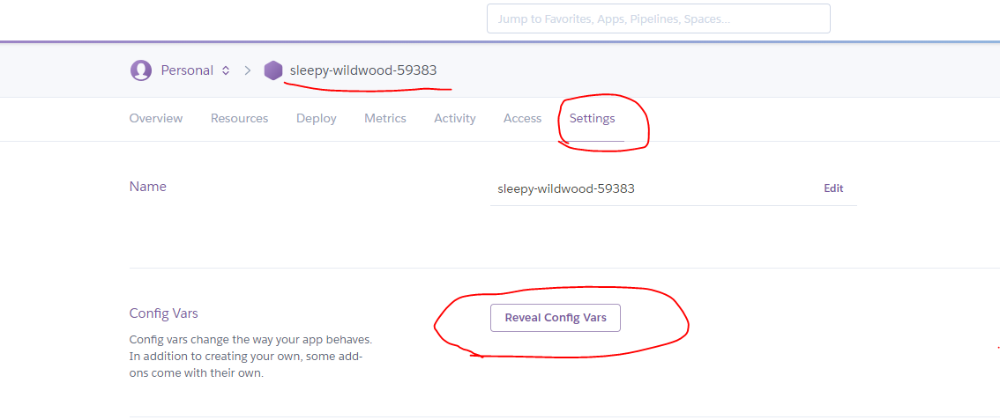 Jump to Favorites, Apps, Pipelines, Spaces...
Personal sleepy-wildwood-59383
Overview Resources Deploy Metrics Activity Access Settings
Name sleepy-wildwood-59383 Edit
Config Vars Reveal Config Vars
Config vars change the way your app behaves.
In addition to creating your own, some add-
ons come with their own.